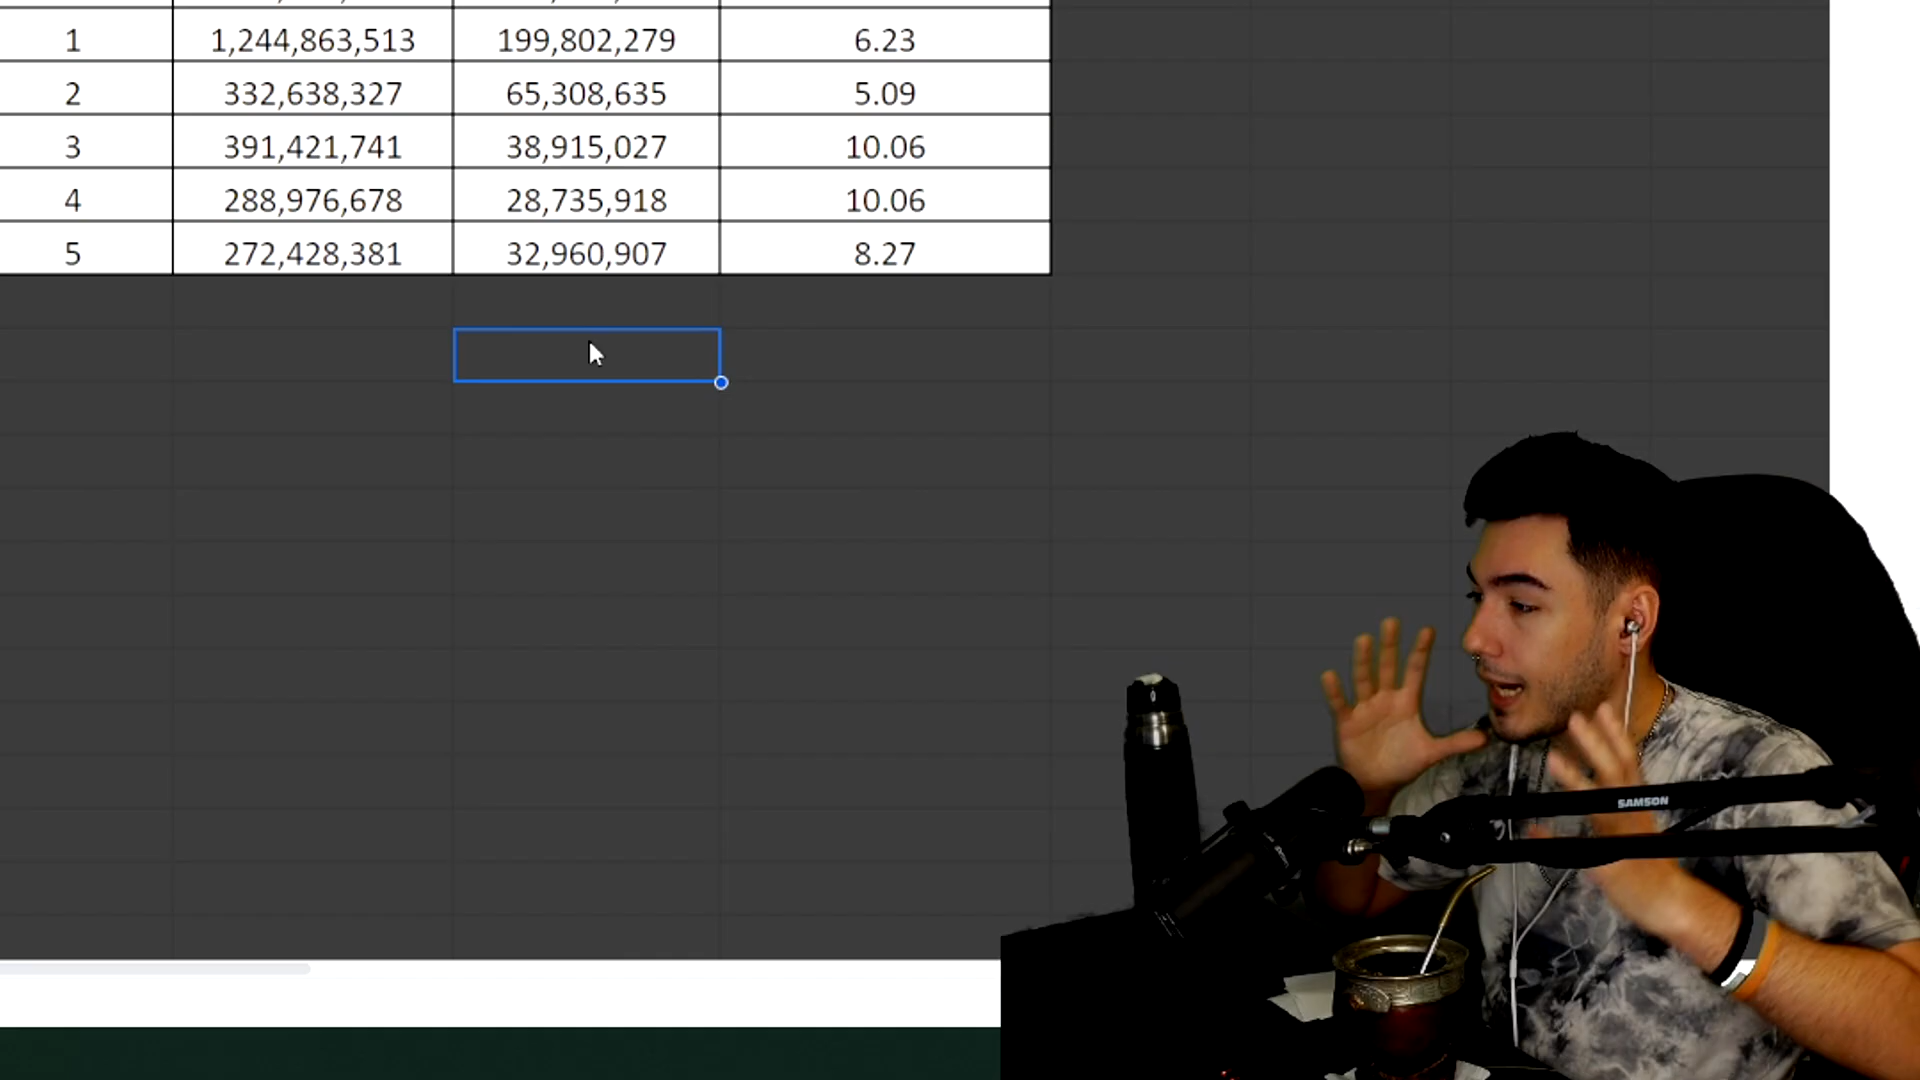 1 1,244,863,513 199,802,279 6.23
2 332,638,327 65,308,635 5.09
3 391,421,741 38,915,027 10.06
4 288,976,678 28,735,918 10.06
5 272,428,381 32,960,907 8.27
SAMSON